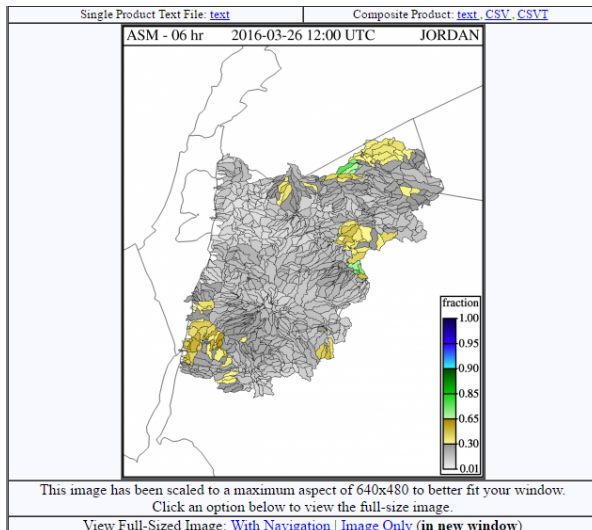 Single Product Text File: text
Composite Product: text , CSV , CSVT
ASM - 06 hr 2016-03-26 12:00 UTC JORDAN
fraction
1.00
0.95
0.90
0.85
0.65
0.30
0.01
This image has been scaled to a maximum aspect of 640x480 to better fit your window.
Click an option below to view the full-size image.
View Full-Sized Image: With Navigation | Image Only (in new window)